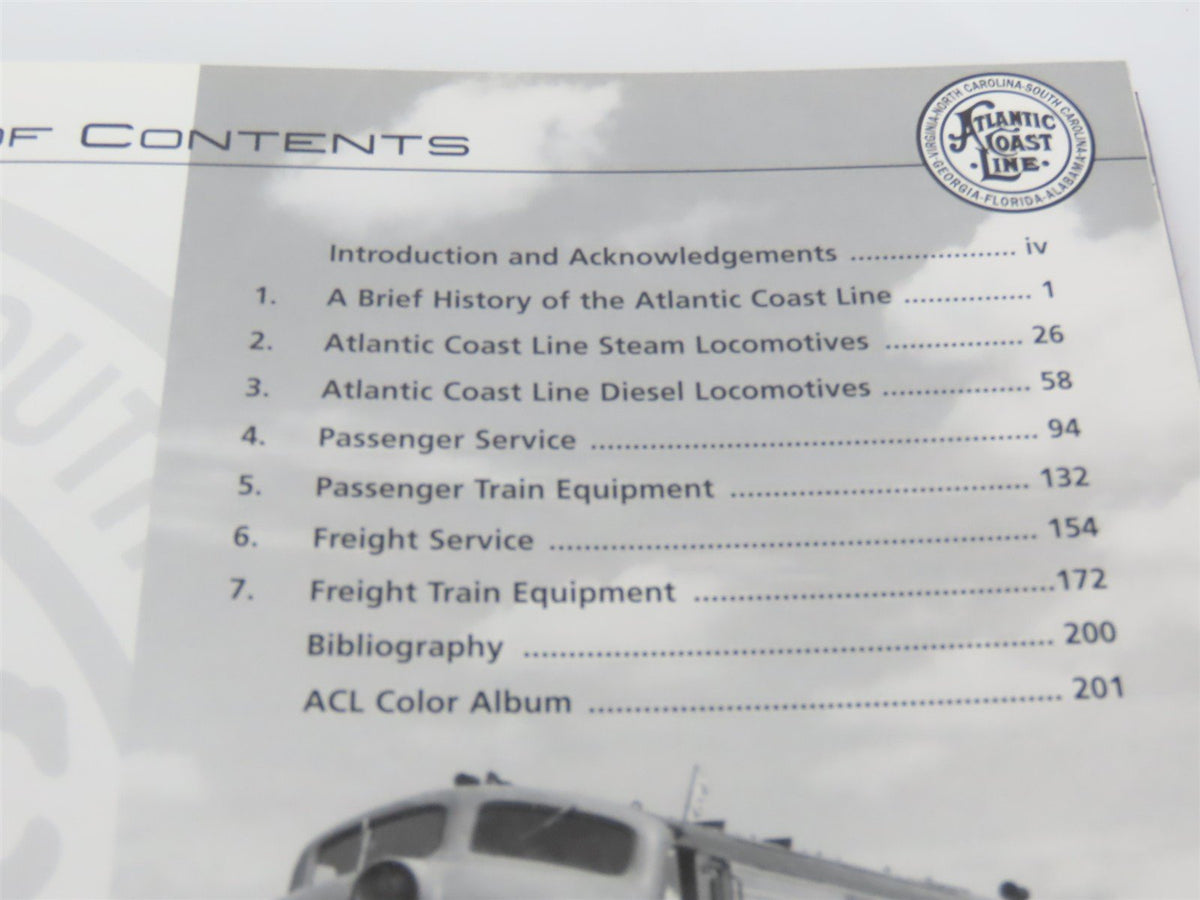 OF CONTENTS
VIRGINIA-NORTH CAROLINA-SOUTH CAROLINA-
GEORGIA-FLORIDA-ALABAMA
ATLANTIC
COAST
·LINE·
Introduction and Acknowledgements .................... iv
1. A Brief History of the Atlantic Coast Line ................ 1
2. Atlantic Coast Line Steam Locomotives ................ 26
3. Atlantic Coast Line Diesel Locomotives ................. 58
4. Passenger Service .................................................. 94
5. Passenger Train Equipment ................................. 132
6. Freight Service ...................................................... 154
7. Freight Train Equipment .......................................172
Bibliography ......................................................... 200
ACL Color Album .................................................. 201
OUTH